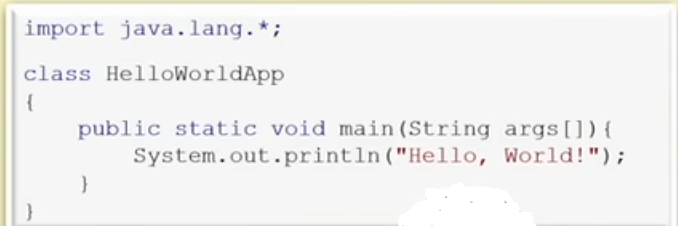 import java.lang.*;
class HelloWorldApp
{
    public static void main(String args[]){
        System.out.println("Hello, World!");
    }
}